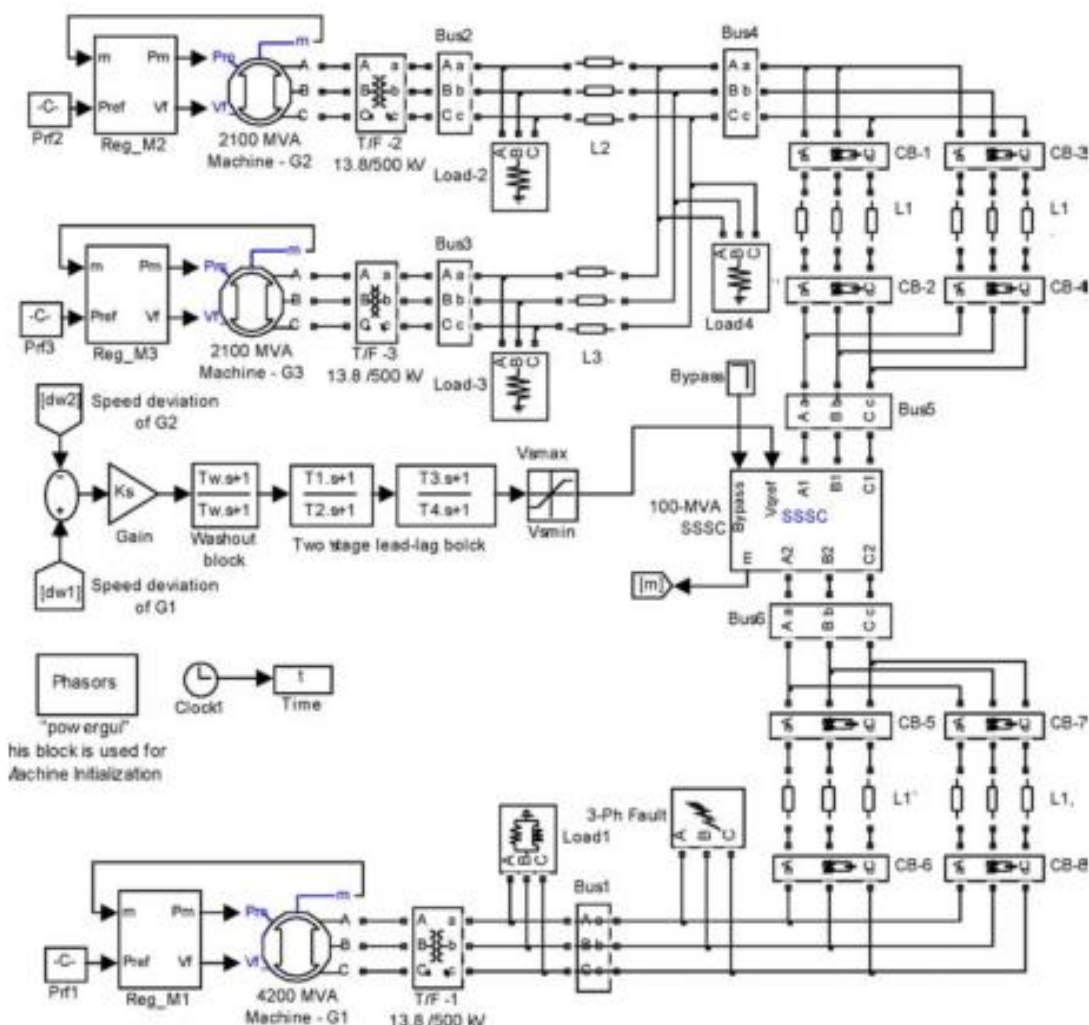 m
Bus2
Bus4
m
Pm
Pm
A
A a
A a
A a
B
B b
B b
B b
-C-
Pref
Vf
Vf
C
C c
C c
C c
Prf2
Reg_M2
2100 MVA
Machine - G2
T/F -2
13.8/500 kV
Load-2
A B C
L2
A B C
CB-1
A B C
CB-3
L1
L1
m
Bus3
m
Pm
Pm
A
A a
A a
B
B b
B b
-C-
Pref
Vf
Vf
C
C c
C c
A B C
Load4
A B C
CB-2
A B C
CB-4
Prf3
Reg_M3
2100 MVA
Machine - G3
T/F -3
13.8 /500 kV
Load-3
A B C
L3
Bypass
[dw2]
Speed deviation
of G2
A a
B b
C c
Bus5
Vsmax
Ks
Tw.s+1
Tw.s+1
T1.s+1
T2.s+1
T3.s+1
T4.s+1
100-MVA
SSSC
Bypass
Vqref
A1
B1
C1
SSSC
m
A2
B2
C2
Gain
Washout
block
Two stage lead-lag bolck
Vsmin
[dw1]
Speed deviation
of G1
[m]
Bus6
A a
B b
C c
Phasors
t
Clock1
Time
"powergui"
his block is used for
Machine Initialization
A B C
CB-5
A B C
CB-7
L1'
L1,
3-Ph Fault
Load1
A B C
A B C
A B C
CB-6
A B C
CB-8
m
Bus1
m
Pm
Pm
A
A a
A a
B
B b
B b
-C-
Pref
Vf
Vf
C
C c
C c
Prf1
Reg_M1
4200 MVA
Machine - G1
T/F -1
13.8 /500 kV